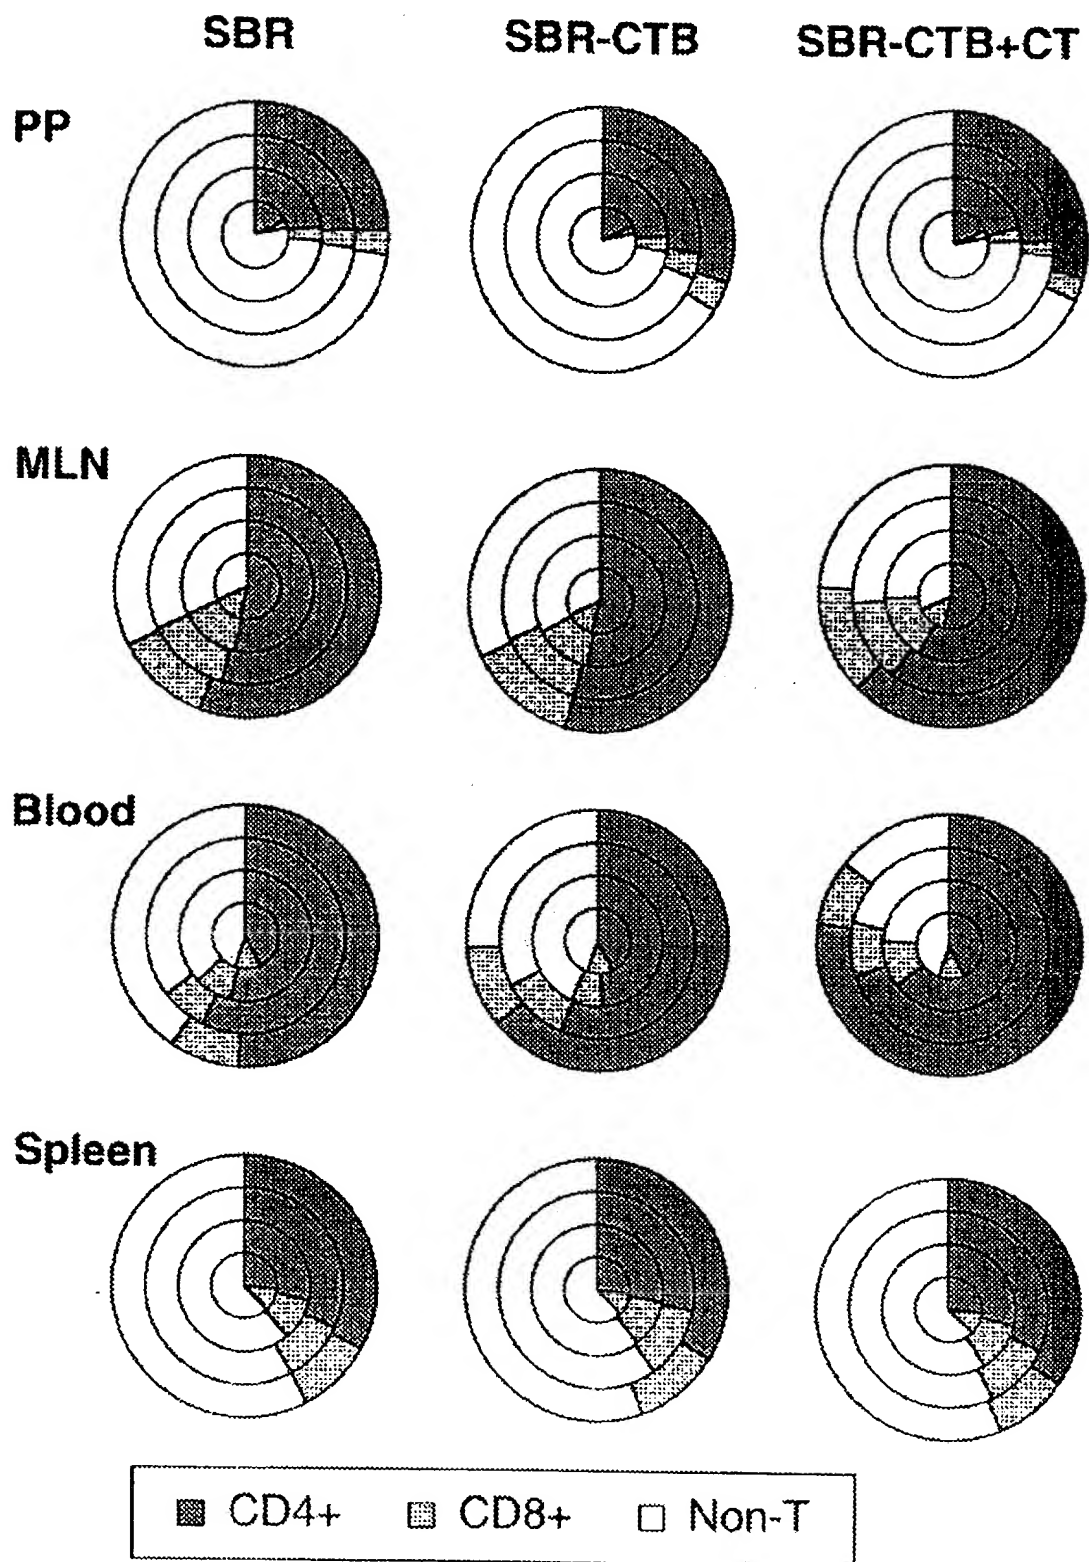 SBR SBR-CTB SBR-CTB+CT
PP
MLN
Blood
Spleen
CD4+ CD8+ Non-T